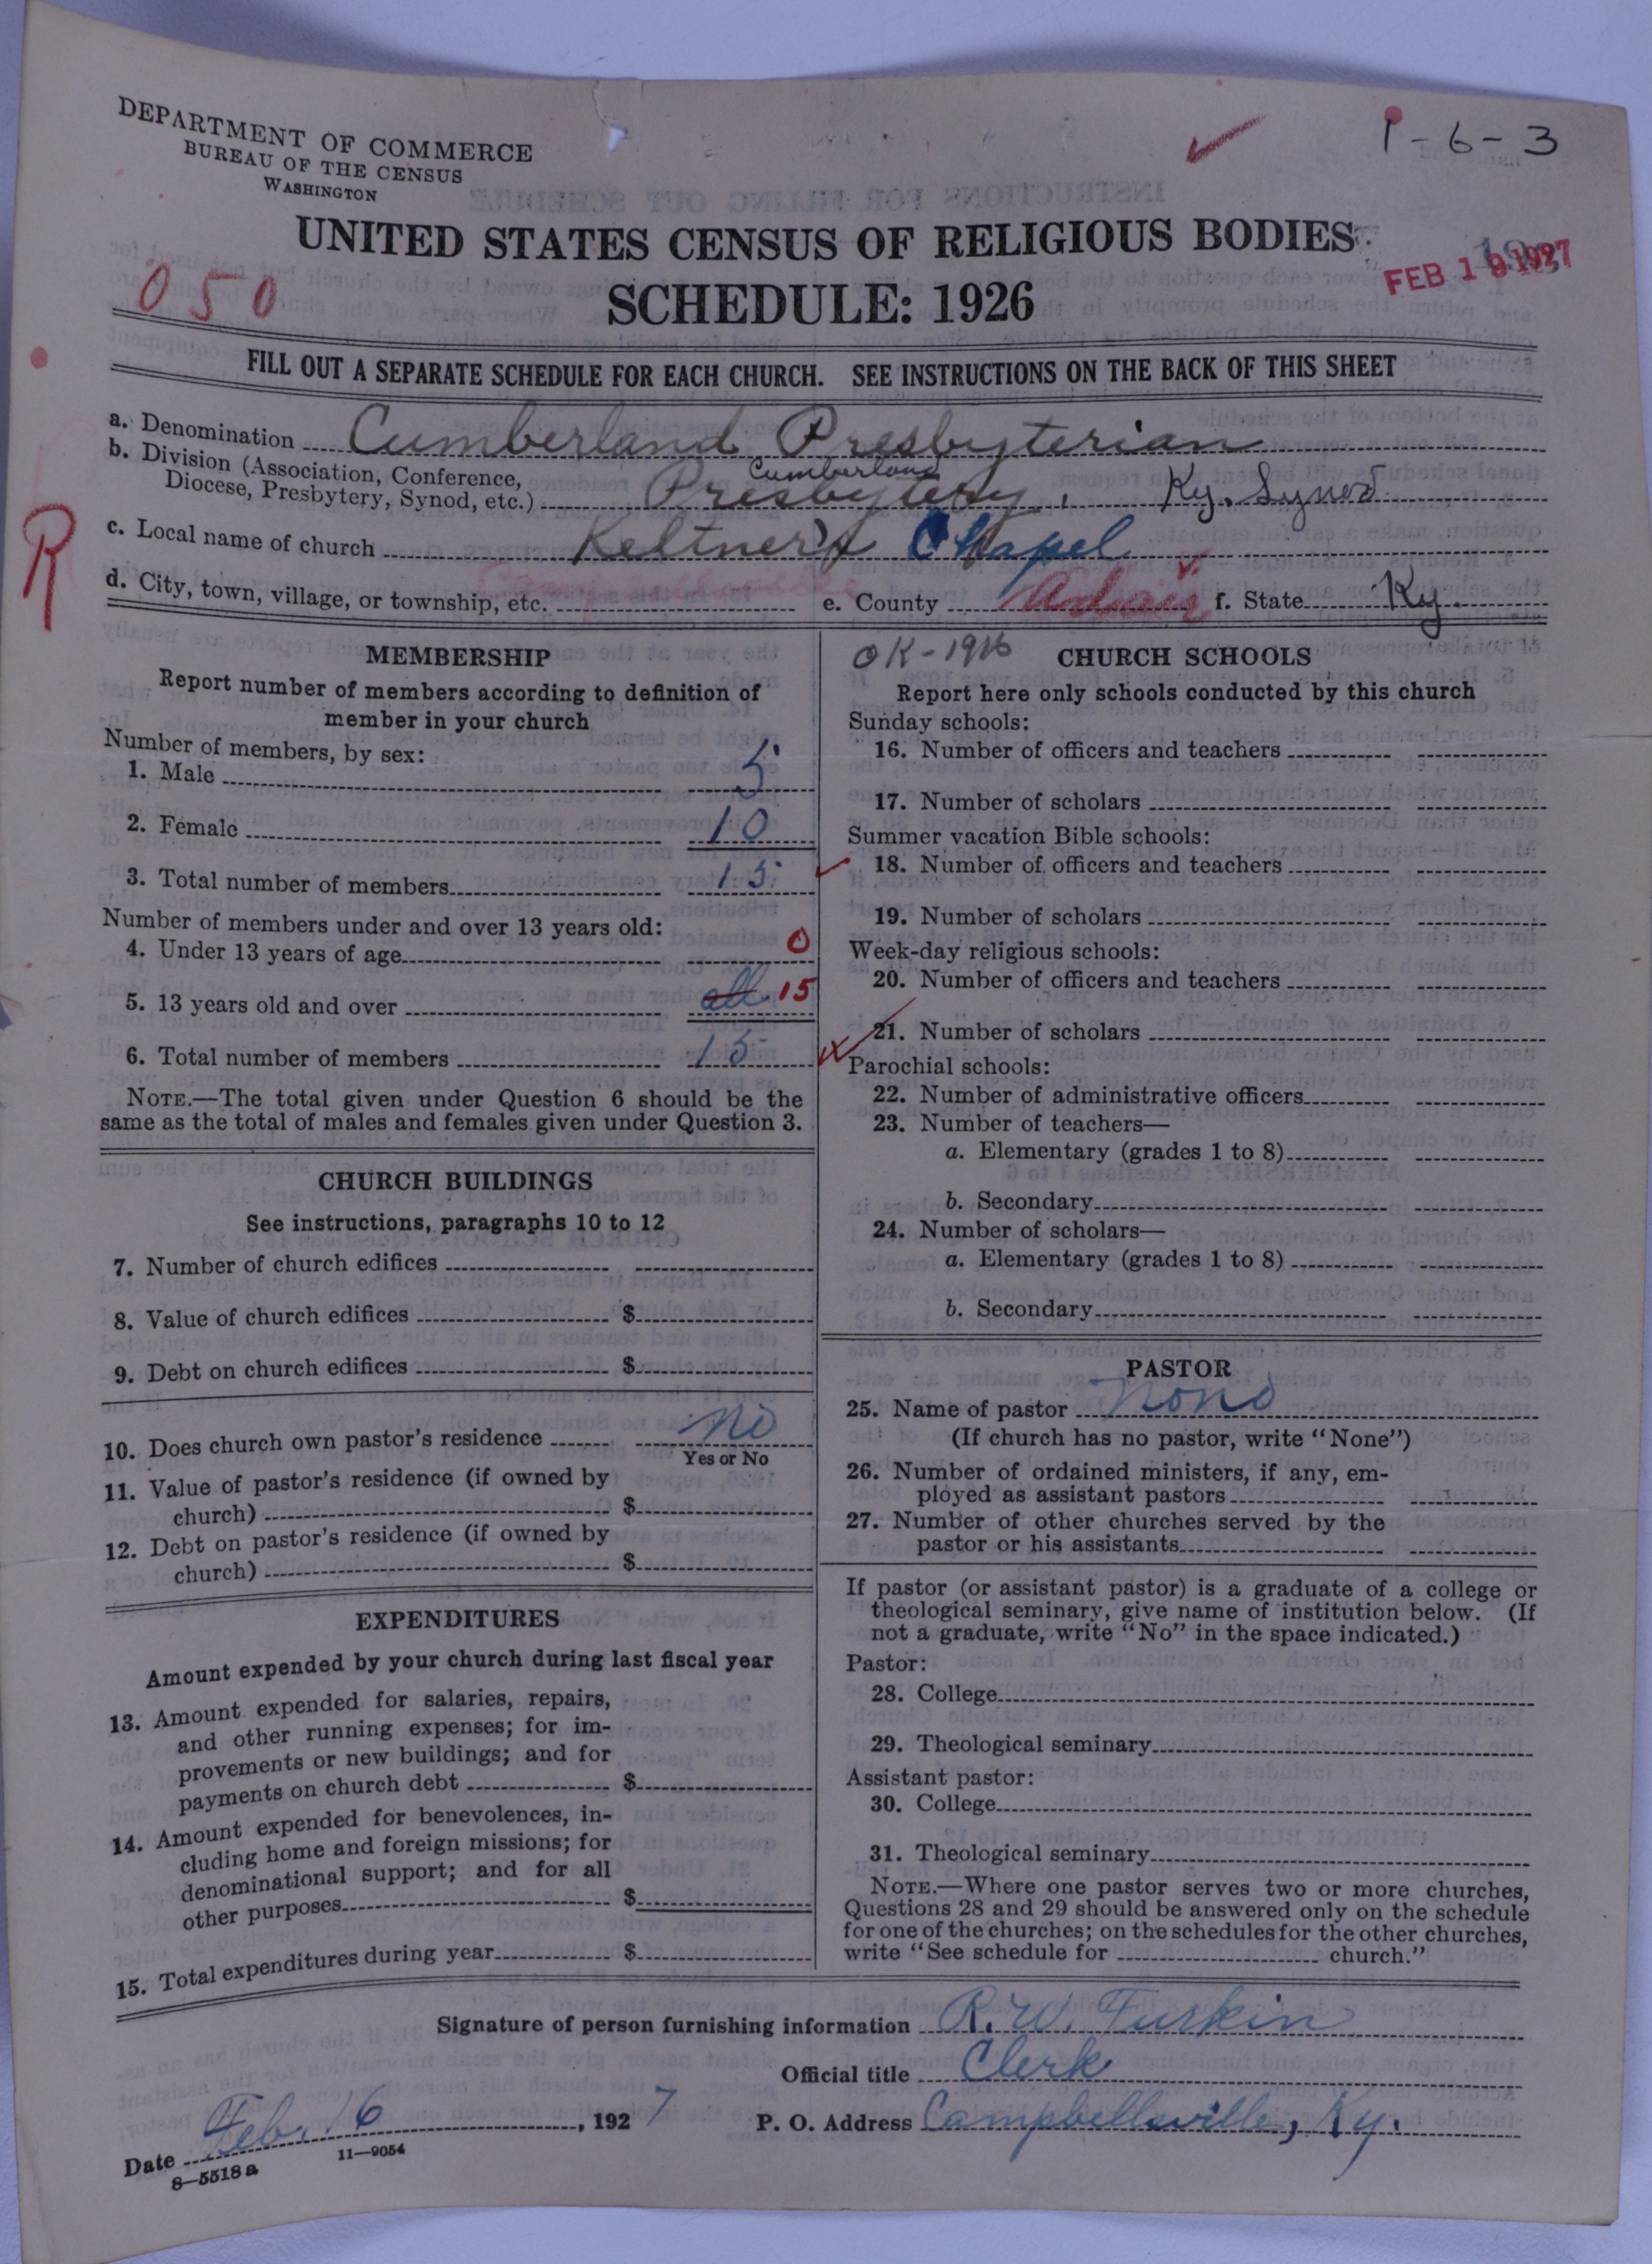 DEPARTMENT OF COMMERCE
BUREAU OF THE CENSUS
WASHINGTON
1-6-3
UNITED STATES CENSUS OF RELIGIOUS BODIES
FEB 19 1927
050
SCHEDULE: 1926
FILL OUT A SEPARATE SCHEDULE FOR EACH CHURCH. SEE INSTRUCTIONS ON THE BACK OF THIS SHEET
a. Denomination Cumberland Presbyterian
b. Division (Association, Conference, Cumberland
Diocese, Presbytery, Synod, etc.) Presbytery, Ky. Synod
R
c. Local name of church Keltner's Chapel
d. City, town, village, or township, etc. e. County Adair f. State Ky.
MEMBERSHIP
Report number of members according to definition of
member in your church
Number of members, by sex:
1. Male 5
2. Female 10
3. Total number of members 15
Number of members under and over 13 years old:
4. Under 13 years of age 0
5. 13 years old and over all 15
6. Total number of members 15
NOTE.—The total given under Question 6 should be the
same as the total of males and females given under Question 3.
CHURCH BUILDINGS
See instructions, paragraphs 10 to 12
7. Number of church edifices
8. Value of church edifices $
9. Debt on church edifices $
10. Does church own pastor's residence No
Yes or No
11. Value of pastor's residence (if owned by
church) $
12. Debt on pastor's residence (if owned by
church) $
EXPENDITURES
Amount expended by your church during last fiscal year
13. Amount expended for salaries, repairs,
and other running expenses; for im-
provements or new buildings; and for
payments on church debt $
14. Amount expended for benevolences, in-
cluding home and foreign missions; for
denominational support; and for all
other purposes $
15. Total expenditures during year $
OK-1916
CHURCH SCHOOLS
Report here only schools conducted by this church
Sunday schools:
16. Number of officers and teachers
17. Number of scholars
Summer vacation Bible schools:
18. Number of officers and teachers
19. Number of scholars
Week-day religious schools:
20. Number of officers and teachers
21. Number of scholars
Parochial schools:
22. Number of administrative officers
23. Number of teachers—
a. Elementary (grades 1 to 8)
b. Secondary
24. Number of scholars—
a. Elementary (grades 1 to 8)
b. Secondary
PASTOR
25. Name of pastor None
(If church has no pastor, write "None")
26. Number of ordained ministers, if any, em-
ployed as assistant pastors
27. Number of other churches served by the
pastor or his assistants
If pastor (or assistant pastor) is a graduate of a college or
theological seminary, give name of institution below. (If
not a graduate, write "No" in the space indicated.)
Pastor:
28. College
29. Theological seminary
Assistant pastor:
30. College
31. Theological seminary
NOTE.—Where one pastor serves two or more churches,
Questions 28 and 29 should be answered only on the schedule
for one of the churches; on the schedules for the other churches,
write "See schedule for church."
Signature of person furnishing information R. W. Turkin
Official title Clerk
Date Feb. 16, 1927 P. O. Address Campbellsville, Ky.
8—5518 a 11—9054